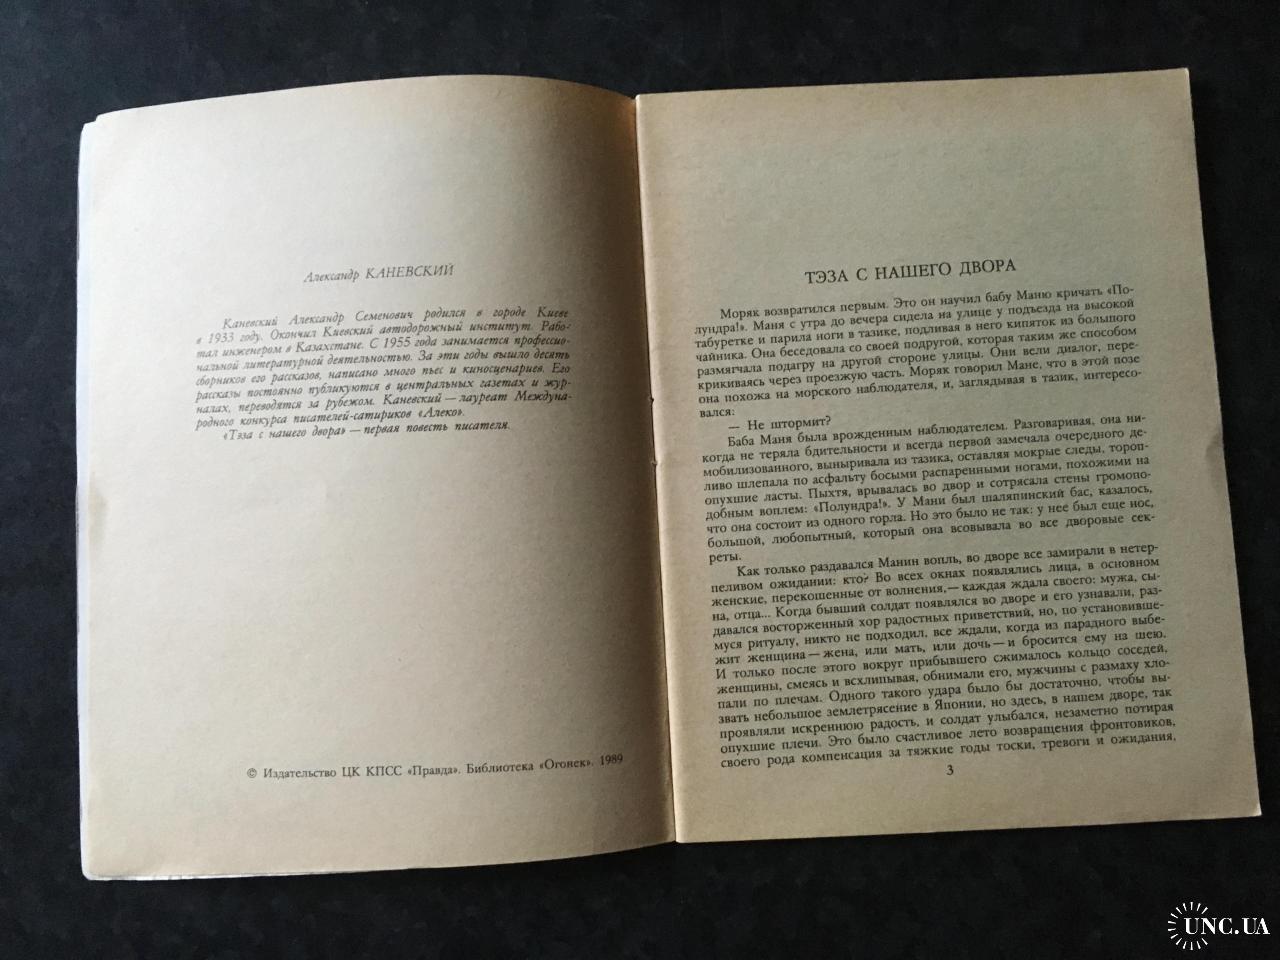 Александр КАНЕВСКИЙ
Каневский Александр Семенович родился в городе Киеве
в 1933 году. Окончил Киевский автодорожный институт. Рабо-
тал инженером в Казахстане. С 1955 года занимается профессио-
нальной литературной деятельностью. За эти годы вышло десять
сборников его рассказов, написано много пьес и киносценариев. Его
рассказы постоянно публикуются в центральных газетах и жур-
налах, переводятся за рубежом. Каневский — лауреат Междуна-
родного конкурса писателей-сатириков «Алеко».
«Тэза с нашего двора» — первая повесть писателя.
© Издательство ЦК КПСС «Правда». Библиотека «Огонек». 1989
ТЭЗА С НАШЕГО ДВОРА
Моряк возвратился первым. Это он научил бабу Маню кричать «По-
лундра!». Маня с утра до вечера сидела на улице у подъезда на высокой
табуретке и парила ноги в тазике, подливая в него кипяток из большого
чайника. Она беседовала со своей подругой, которая таким же способом
размягчала подагру на другой стороне улицы. Они вели диалог, пере-
крикиваясь через проезжую часть. Моряк говорил Мане, что в этой позе
она похожа на морского наблюдателя, и, заглядывая в тазик, интересо-
вался:
— Не штормит?
Баба Маня была врожденным наблюдателем. Разговаривая, она ни-
когда не теряла бдительности и всегда первой замечала очередного де-
мобилизованного, выныривала из тазика, оставляя мокрые следы, тороп-
ливо шлепала по асфальту босыми распаренными ногами, похожими на
опухшие ласты. Пыхтя, врывалась во двор и сотрясала стены громопо-
добным воплем: «Полундра!». У Мани был шаляпинский бас, казалось,
что она состоит из одного горла. Но это было не так: у нее был еще нос,
большой, любопытный, который она всовывала во все дворовые сек-
реты.
Как только раздавался Манин вопль, во дворе все замирали в нетер-
пеливом ожидании: кто? Во всех окнах появлялись лица, в основном
женские, перекошенные от волнения,— каждая ждала своего: мужа, сы-
на, отца... Когда бывший солдат появлялся во дворе и его узнавали, раз-
давался восторженный хор радостных приветствий, но, по установивше-
муся ритуалу, никто не подходил, все ждали, когда из парадного выбе-
жит женщина — жена, или мать, или дочь — и бросится ему на шею.
И только после этого вокруг прибывшего сжималось кольцо соседей,
женщины, смеясь и всхлипывая, обнимали его, мужчины с размаху хло-
пали по плечам. Одного такого удара было бы достаточно, чтобы вы-
звать небольшое землетрясение в Японии, но здесь, в нашем дворе, так
проявляли искреннюю радость, и солдат улыбался, незаметно потирая
опухшие плечи. Это было счастливое лето возвращения фронтовиков,
своего рода компенсация за тяжкие годы тоски, тревоги и ожидания,
3
UNC.UA